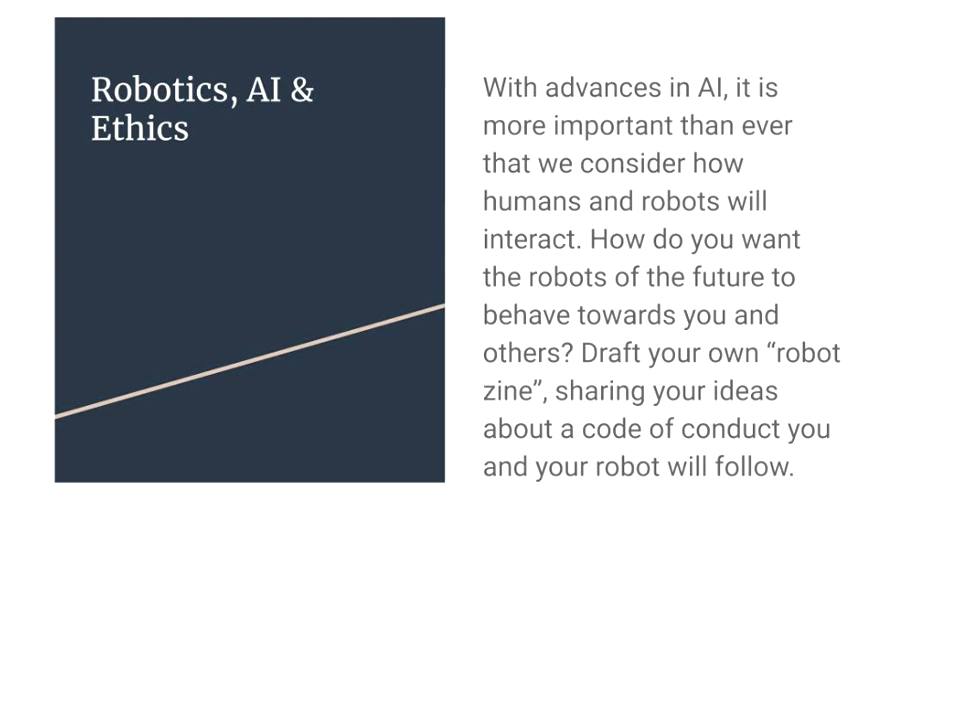 Robotics, AI &
Ethics
With advances in AI, it is
more important than ever
that we consider how
humans and robots will
interact. How do you want
the robots of the future to
behave towards you and
others? Draft your own “robot
zine”, sharing your ideas
about a code of conduct you
and your robot will follow.